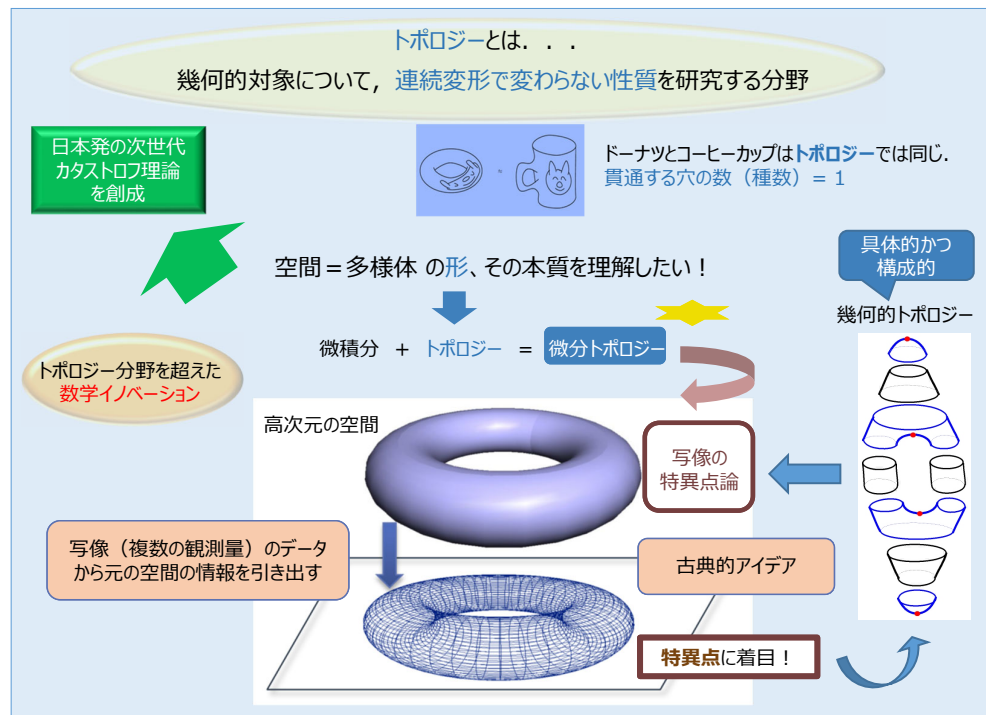 トポロジーとは．．．
幾何的対象について，連続変形で変わらない性質を研究する分野
日本発の次世代
カタストロフ理論
を創成
ドーナツとコーヒーカップはトポロジーでは同じ．
貫通する穴の数（種数）= 1
空間＝多様体 の形、その本質を理解したい！
具体的かつ
構成的
幾何的トポロジー
微積分 + トポロジー = 微分トポロジー
トポロジー分野を超えた
数学イノベーション
高次元の空間
写像の
特異点論
写像（複数の観測量）のデータ
から元の空間の情報を引き出す
古典的アイデア
特異点に着目！